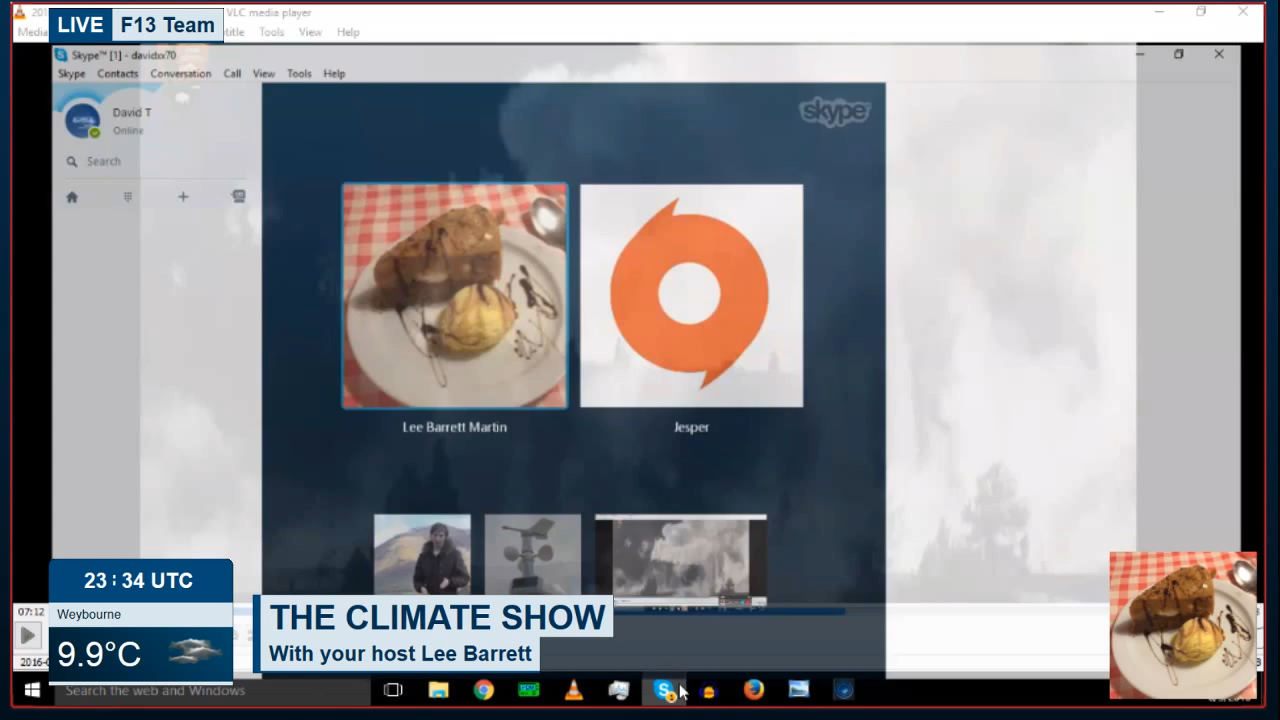 LIVE F13 Team
VLC media player
Media
Tools View Help
Skype™ [1] - davidxx70
Skype Contacts Conversation Call View Tools Help
David T
Online
Search
skype
Lee Barrett Martin
Jesper
23:34 UTC
Weybourne
9.9°C
07:12
THE CLIMATE SHOW
With your host Lee Barrett
Search the web and Windows